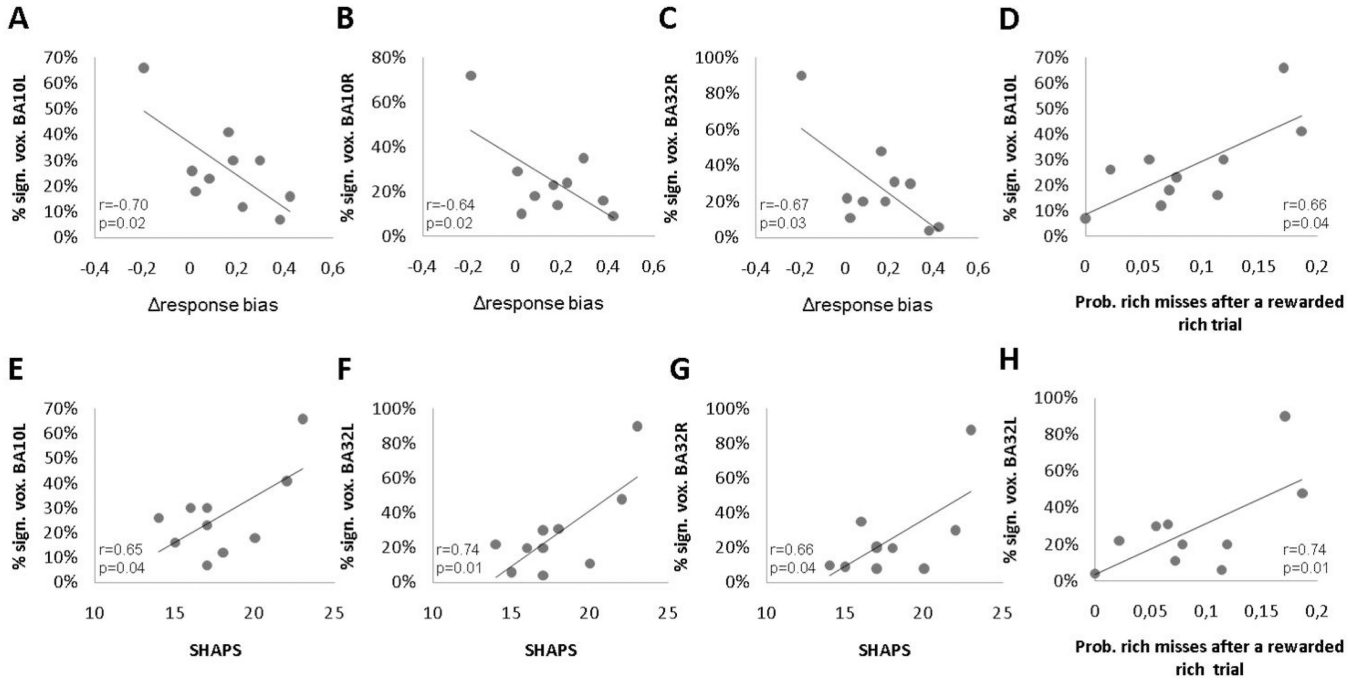 A
% sign. vox. BA10L
70%
60%
50%
40%
30%
20%
10%
0%
r=-0.70
p=0.02
-0,4 0 0,2 0,4 0,6
Δresponse bias
B
% sign. vox. BA10R
80%
60%
40%
20%
0%
r=-0.64
p=0.02
-0,4 0 0,2 0,4 0,6
Δresponse bias
C
% sign. vox. BA32R
100%
80%
60%
40%
20%
0%
r=-0.67
p=0.03
-0,4 0 0,2 0,4 0,6
Δresponse bias
D
% sign. vox. BA10L
70%
60%
50%
40%
30%
20%
10%
0%
r=0.66
p=0.04
0 0,05 0,1 0,15 0,2
Prob. rich misses after a rewarded
rich trial
E
% sign. vox. BA10L
70%
60%
50%
40%
30%
20%
10%
0%
r=0.65
p=0.04
10 15 20 25
SHAPS
F
% sign. vox. BA32L
100%
80%
60%
40%
20%
0%
r=0.74
p=0.01
10 15 20 25
SHAPS
G
% sign. vox. BA32R
100%
80%
60%
40%
20%
0%
r=0.66
p=0.04
10 15 20 25
SHAPS
H
% sign. vox. BA32L
100%
80%
60%
40%
20%
0%
r=0.74
p=0.01
0 0,05 0,1 0,15 0,2
Prob. rich misses after a rewarded
rich trial